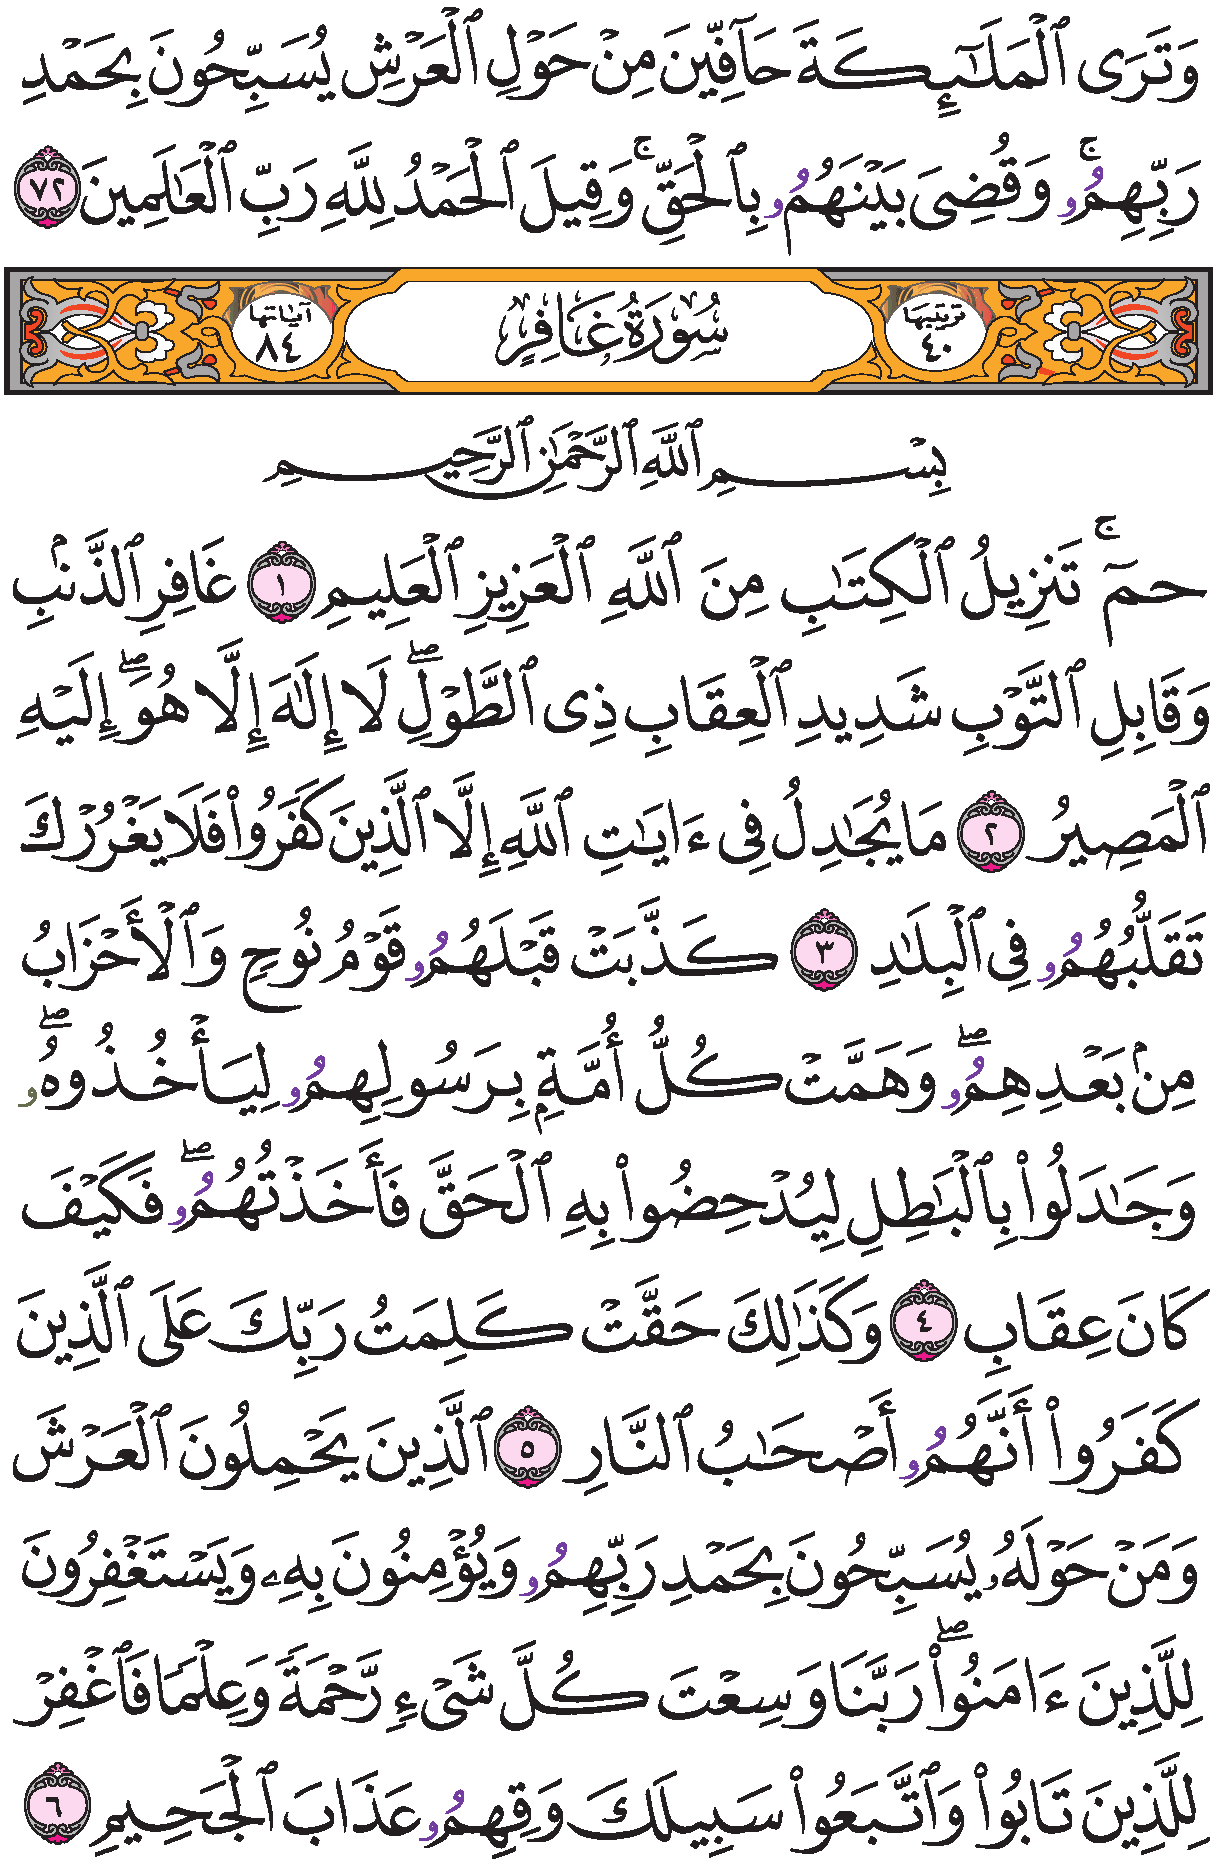 وَتَرَى ٱلۡمَلَٰٓئِكَةَ حَآفِّينَ مِنۡ حَوۡلِ ٱلۡعَرۡشِ يُسَبِّحُونَ بِحَمۡدِ
رَبِّهِمُۥۚ وَقُضِيَ بَيۡنَهُمُۥ بِٱلۡحَقِّۚ وَقِيلَ ٱلۡحَمۡدُ لِلَّهِ رَبِّ ٱلۡعَٰلَمِينَ ٧٢
ترتيبها ٤٠ سُورَةُ غَافِرٍ آياتها ٨٤
بِسۡمِ ٱللَّهِ ٱلرَّحۡمَٰنِ ٱلرَّحِيمِ
حمٓۚ تَنزِيلُ ٱلۡكِتَٰبِ مِنَ ٱللَّهِ ٱلۡعَزِيزِ ٱلۡعَلِيمِ ١ غَافِرِ ٱلذَّنۢبِ
وَقَابِلِ ٱلتَّوۡبِ شَدِيدِ ٱلۡعِقَابِ ذِي ٱلطَّوۡلِۖ لَا إِلَٰهَ إِلَّا هُوَۖ إِلَيۡهِ
ٱلۡمَصِيرُ ٢ مَا يُجَٰدِلُ فِي ءَايَٰتِ ٱللَّهِ إِلَّا ٱلَّذِينَ كَفَرُواْ فَلَا يَغۡرُرۡكَ
تَقَلُّبُهُمُۥ فِي ٱلۡبِلَٰدِ ٣ كَذَّبَتۡ قَبۡلَهُمُۥ قَوۡمُ نُوحٖ وَٱلۡأَحۡزَابُ
مِنۢ بَعۡدِهِمُۥۖ وَهَمَّتۡ كُلُّ أُمَّةِۭ بِرَسُولِهِمُۥ لِيَأۡخُذُوهُۥۖ
وَجَٰدَلُواْ بِٱلۡبَٰطِلِ لِيُدۡحِضُواْ بِهِ ٱلۡحَقَّ فَأَخَذۡتُهُمُۥۖ فَكَيۡفَ
كَانَ عِقَابِ ٤ وَكَذَٰلِكَ حَقَّتۡ كَلِمَتُ رَبِّكَ عَلَى ٱلَّذِينَ
كَفَرُواْ أَنَّهُمُۥ أَصۡحَٰبُ ٱلنَّارِ ٥ ٱلَّذِينَ يَحۡمِلُونَ ٱلۡعَرۡشَ
وَمَنۡ حَوۡلَهُۥ يُسَبِّحُونَ بِحَمۡدِ رَبِّهِمُۥ وَيُؤۡمِنُونَ بِهِۦ وَيَسۡتَغۡفِرُونَ
لِلَّذِينَ ءَامَنُواْۖ رَبَّنَا وَسِعۡتَ كُلَّ شَيۡءٖ رَّحۡمَةٗ وَعِلۡمٗا فَٱغۡفِرۡ
لِلَّذِينَ تَابُواْ وَٱتَّبَعُواْ سَبِيلَكَ وَقِهِمُۥ عَذَابَ ٱلۡجَحِيمِ ٦